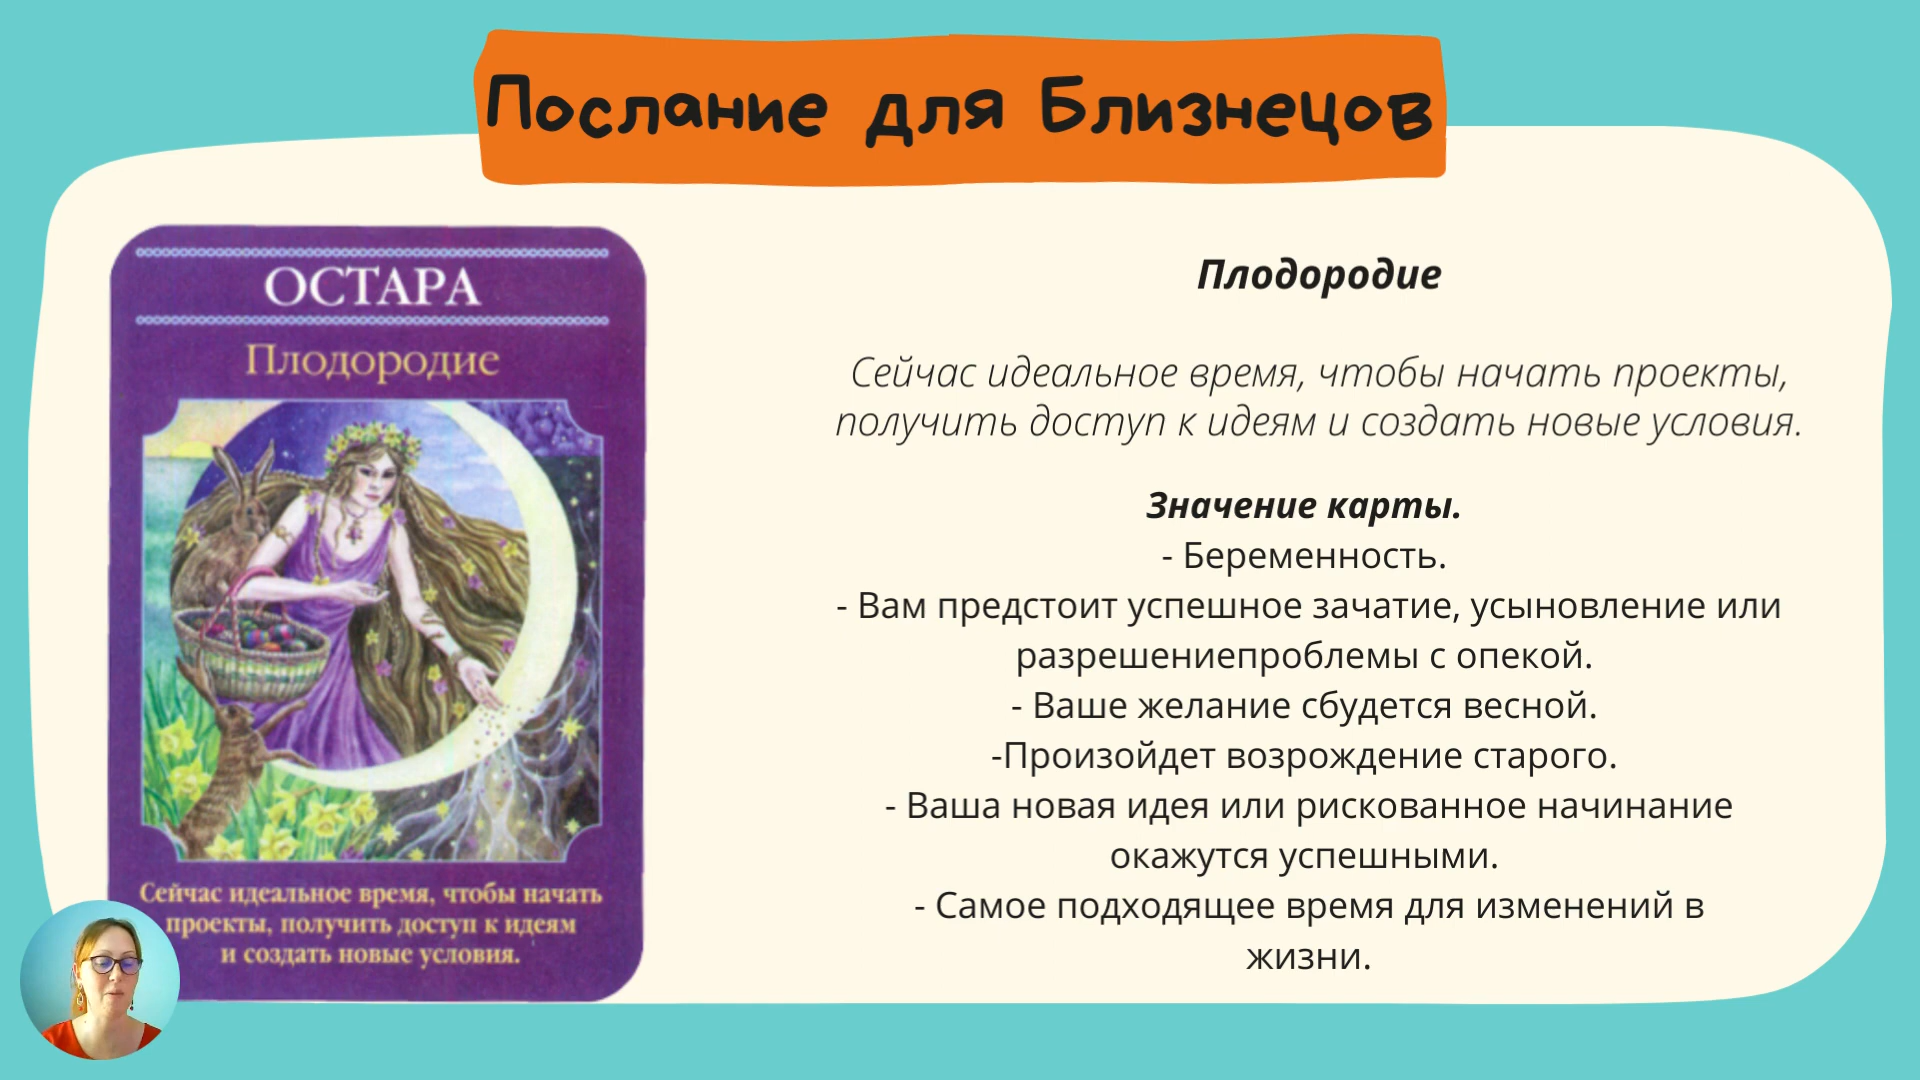 Послание для Близнецов
ОСТАРА
Плодородие
Сейчас идеальное время, чтобы начать
проекты, получить доступ к идеям
и создать новые условия.
Плодородие
Сейчас идеальное время, чтобы начать проекты,
получить доступ к идеям и создать новые условия.
Значение карты.
- Беременность.
- Вам предстоит успешное зачатие, усыновление или
разрешениепроблемы с опекой.
- Ваше желание сбудется весной.
-Произойдет возрождение старого.
- Ваша новая идея или рискованное начинание
окажутся успешными.
- Самое подходящее время для изменений в
жизни.